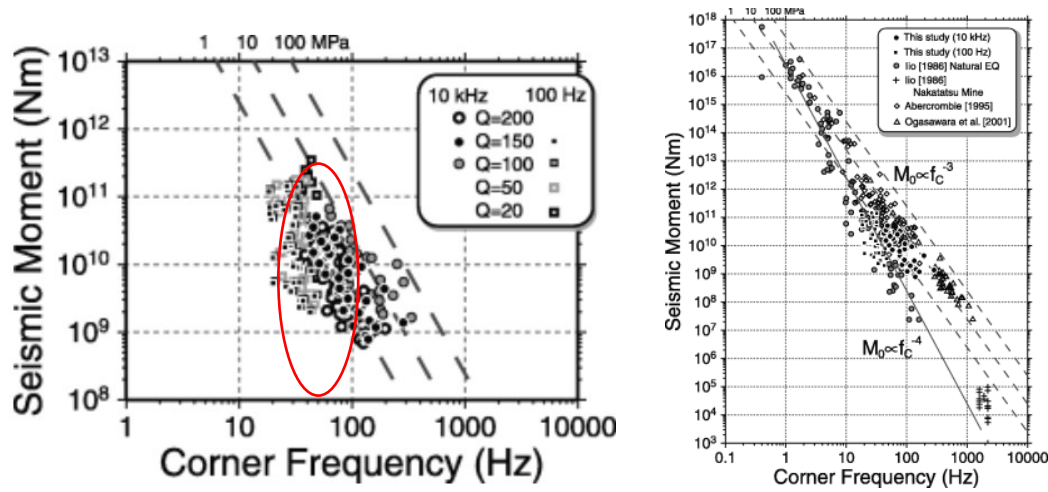 1 10 100 MPa
Seismic Moment (Nm)
10^13
10^12
10^11
10^10
10^9
10^8
10 kHz 100 Hz
Q=200
Q=150
Q=100
Q=50
Q=20
1 10 100 1000 10000
Corner Frequency (Hz)
1 10 100 MPa
Seismic Moment (Nm)
10^18
10^17
10^16
10^15
10^14
10^13
10^12
10^11
10^10
10^9
10^8
10^7
10^6
10^5
10^4
10^3
This study (10 kHz)
This study (100 Hz)
Iio [1986] Natural EQ
Iio [1986]
Nakatatsu Mine
Abercrombie [1995]
Ogasawara et al. [2001]
M₀∝f_C^-3
M₀∝f_C^-4
0.1 1 10 100 1000 10000
Corner Frequency (Hz)